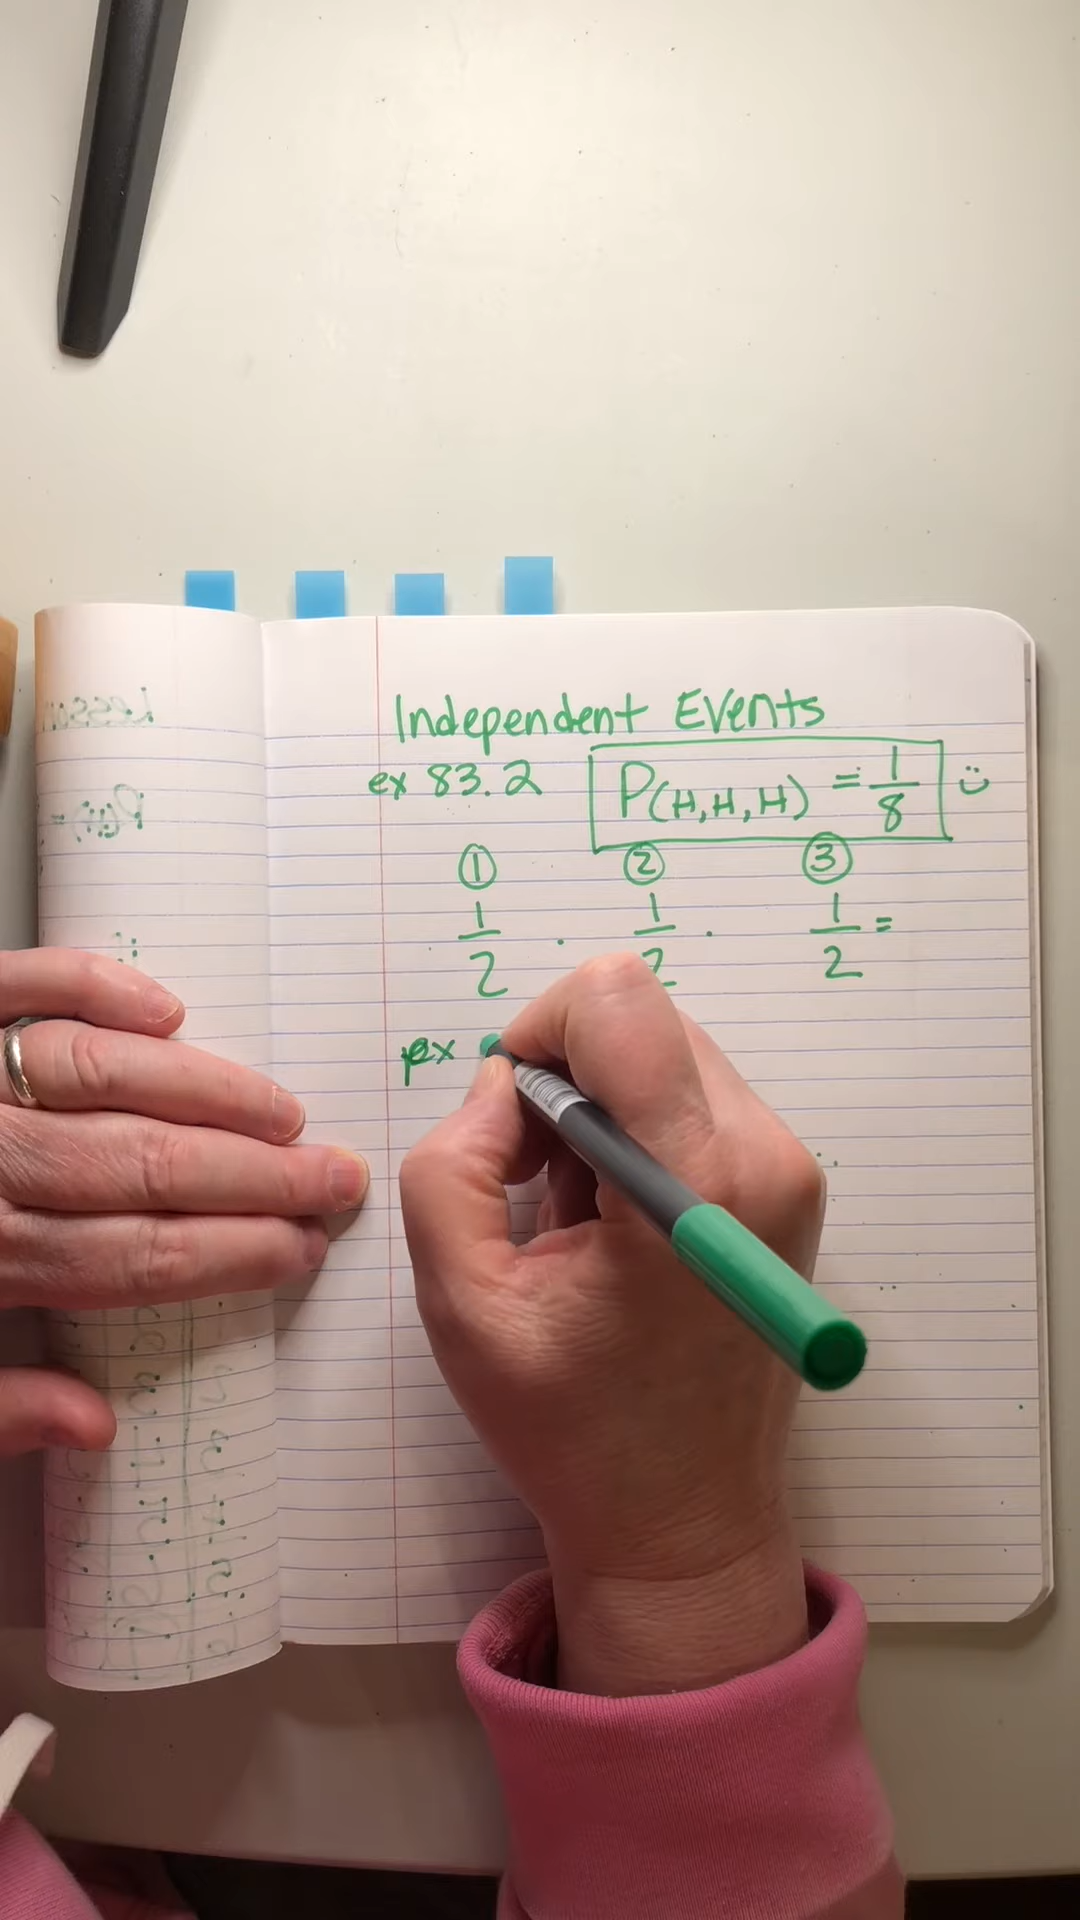 Independent Events
ex 83.2 P(H,H,H) = 1/8
① ② ③
1/2 · 1/2 · 1/2 =
ex